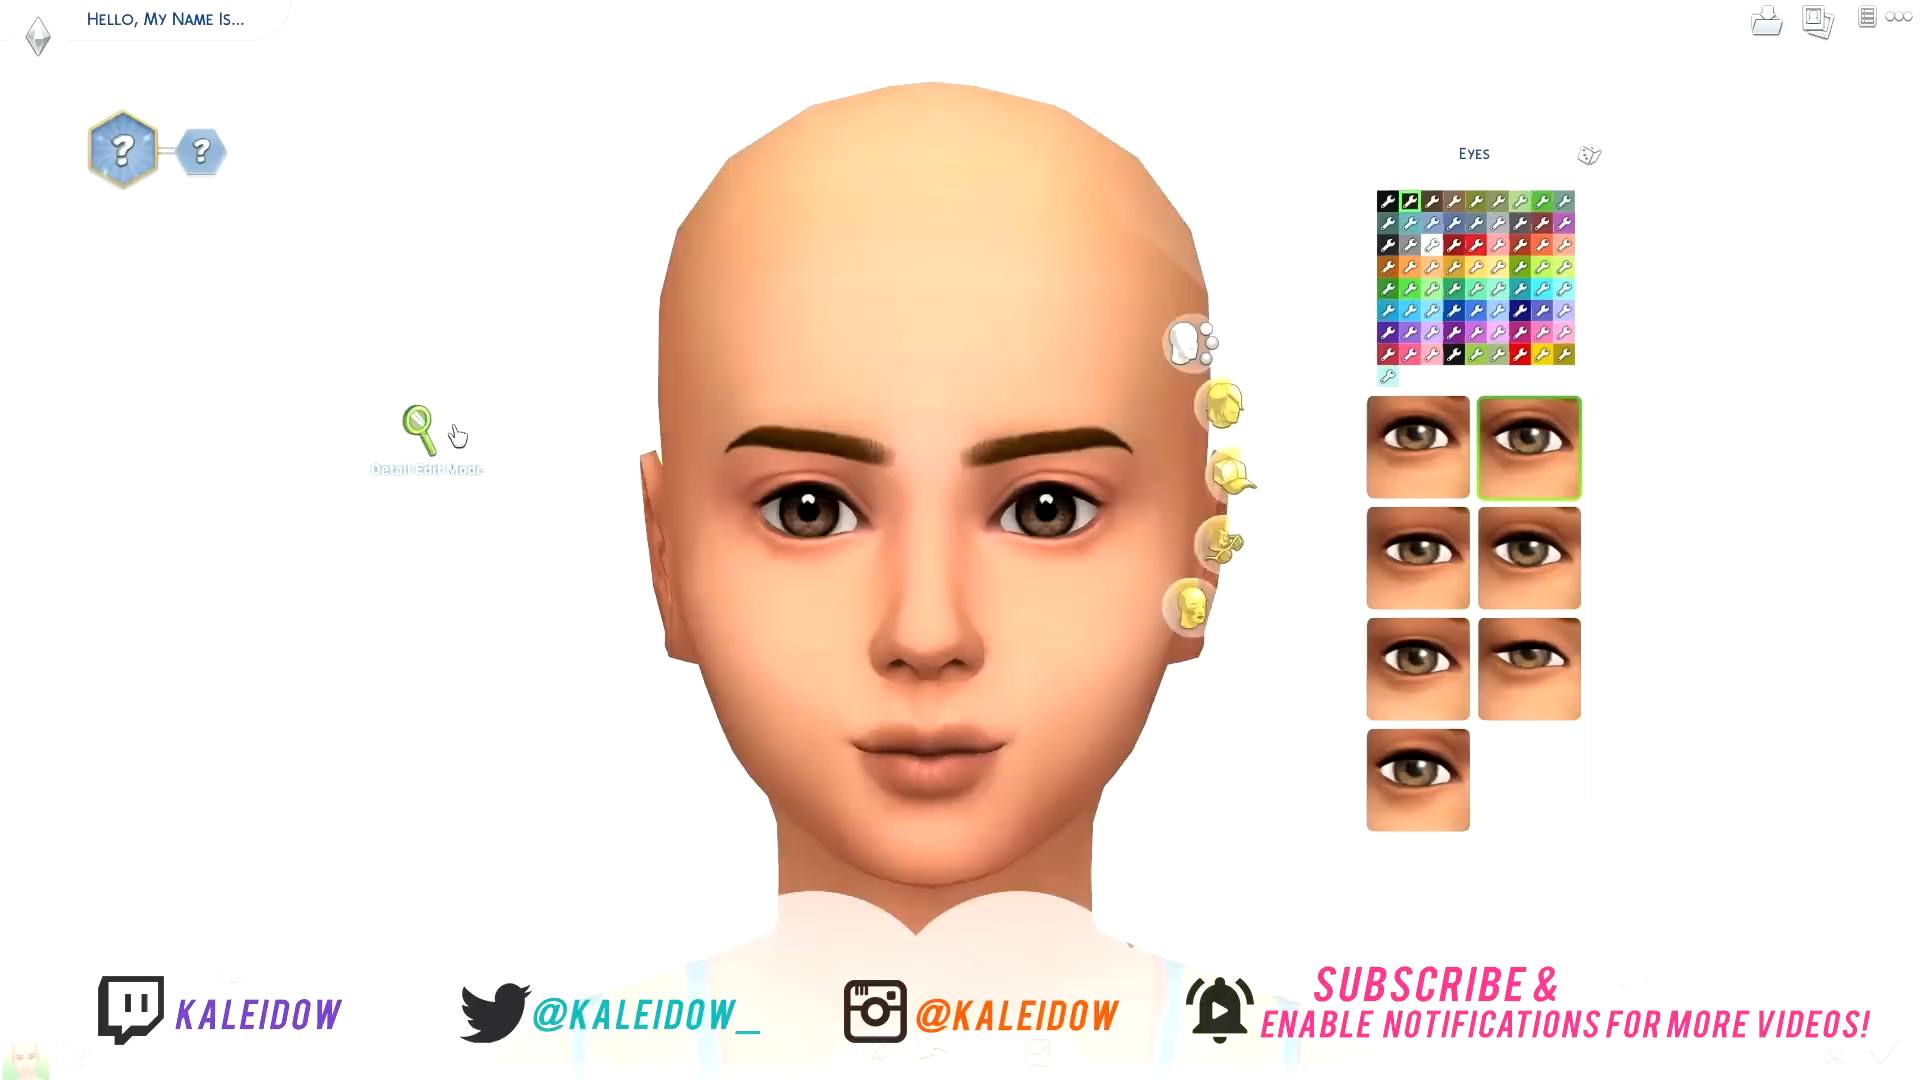 Hello, My Name Is...
?
?
Eyes
Detail Edit Mode
KALEIDOW
@KALEIDOW_
@KALEIDOW
SUBSCRIBE &
ENABLE NOTIFICATIONS FOR MORE VIDEOS!